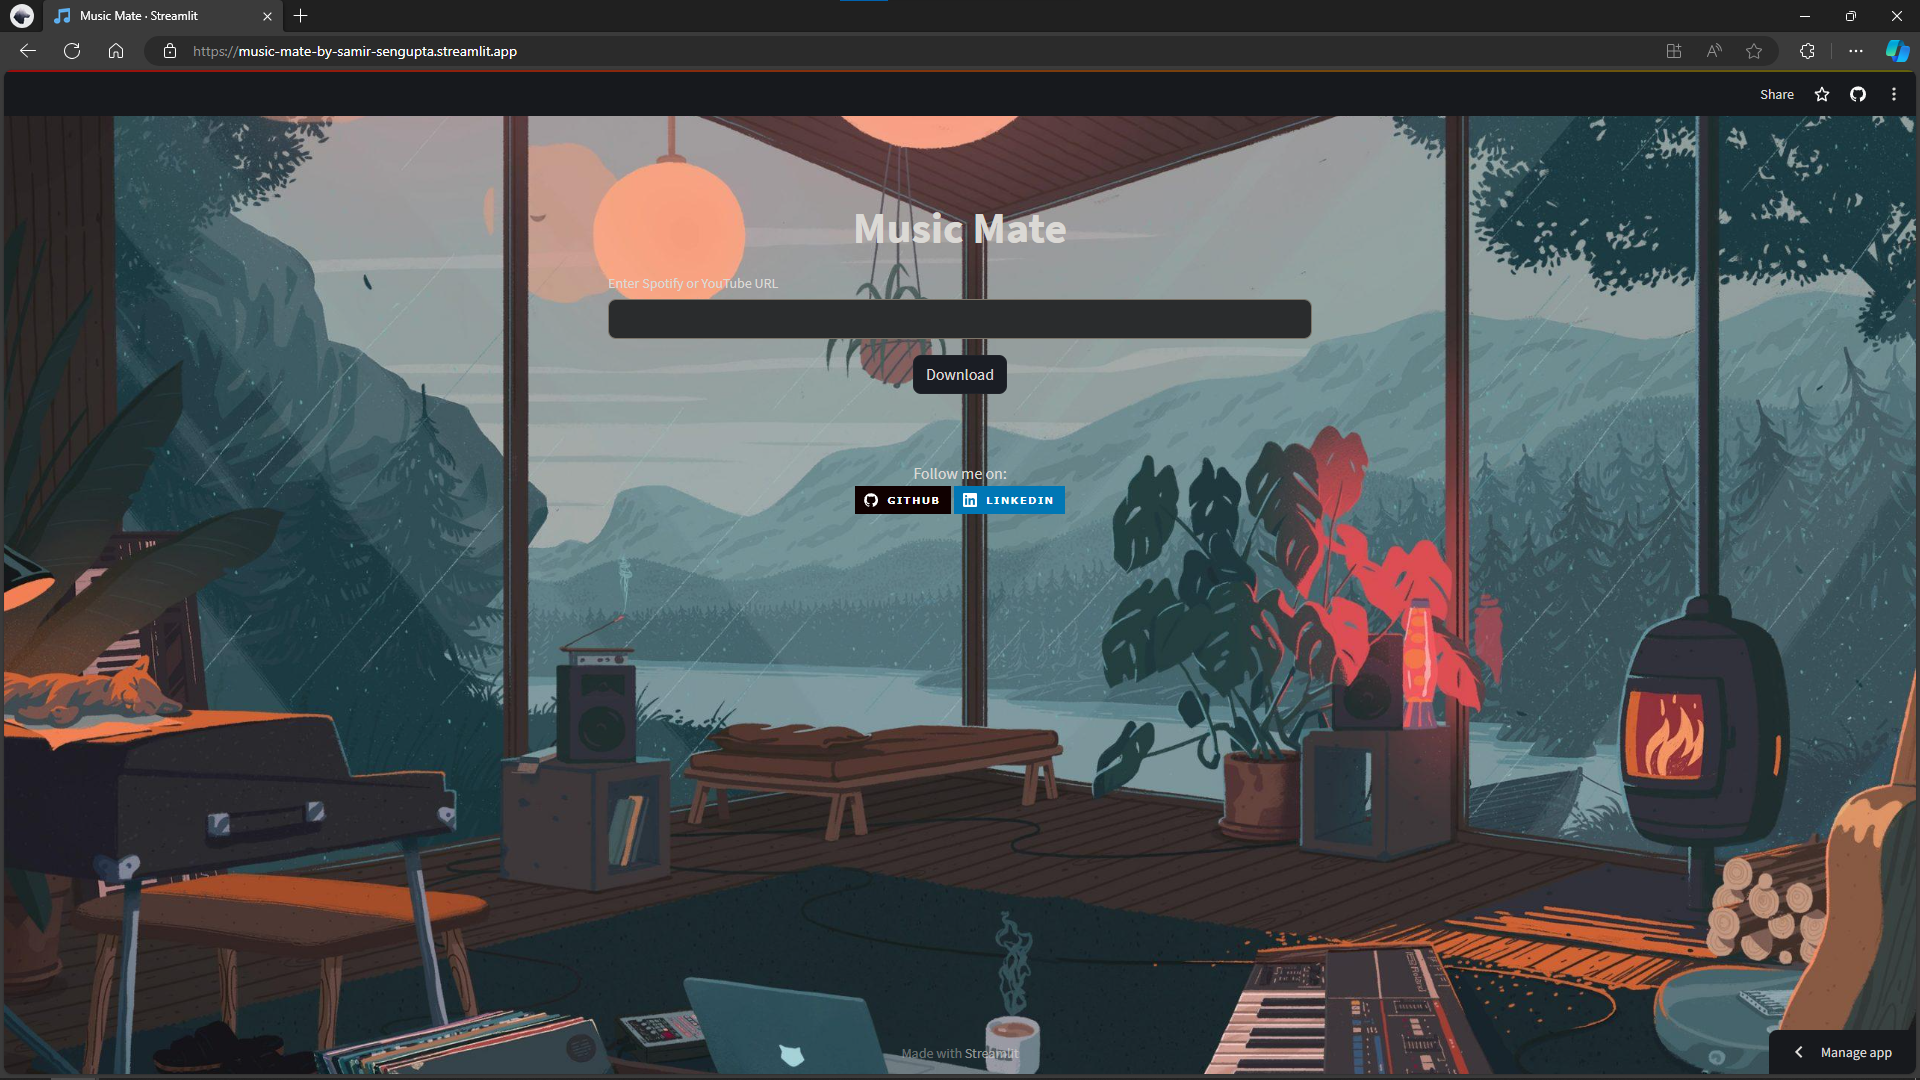 Music Mate · Streamlit
https://music-mate-by-samir-sengupta.streamlit.app
Share
Music Mate
Enter Spotify or YouTube URL
Download
Follow me on:
GITHUB
LINKEDIN
Roland
Made with Streamlit
Manage app